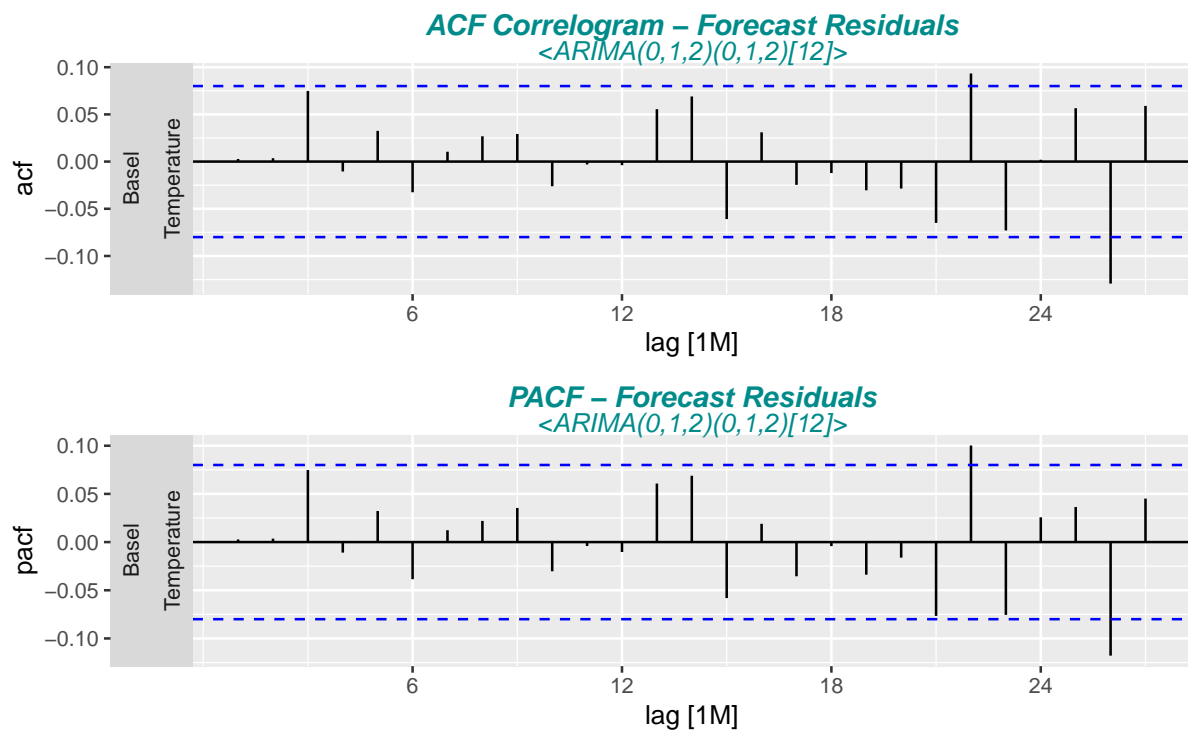 ACF Correlogram – Forecast Residuals
<ARIMA(0,1,2)(0,1,2)[12]>
acf
0.10
0.05
0.00
−0.05
−0.10
Basel
Temperature
6
12
18
24
lag [1M]
PACF – Forecast Residuals
<ARIMA(0,1,2)(0,1,2)[12]>
pacf
0.10
0.05
0.00
−0.05
−0.10
Basel
Temperature
6
12
18
24
lag [1M]